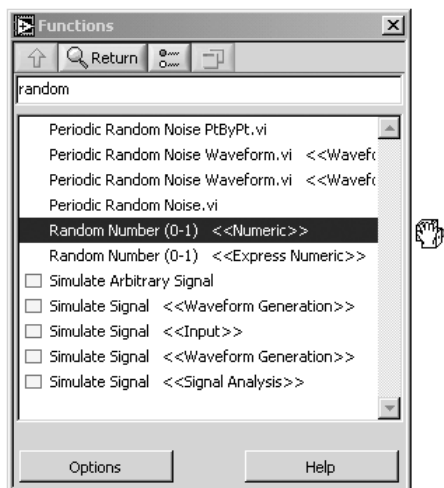 Functions
Return
random
Periodic Random Noise PtByPt.vi
Periodic Random Noise Waveform.vi <<Wavef
Periodic Random Noise Waveform.vi <<Wavef
Periodic Random Noise.vi
Random Number (0-1) <<Numeric>>
Random Number (0-1) <<Express Numeric>>
Simulate Arbitrary Signal
Simulate Signal <<Waveform Generation>>
Simulate Signal <<Input>>
Simulate Signal <<Waveform Generation>>
Simulate Signal <<Signal Analysis>>
Options
Help